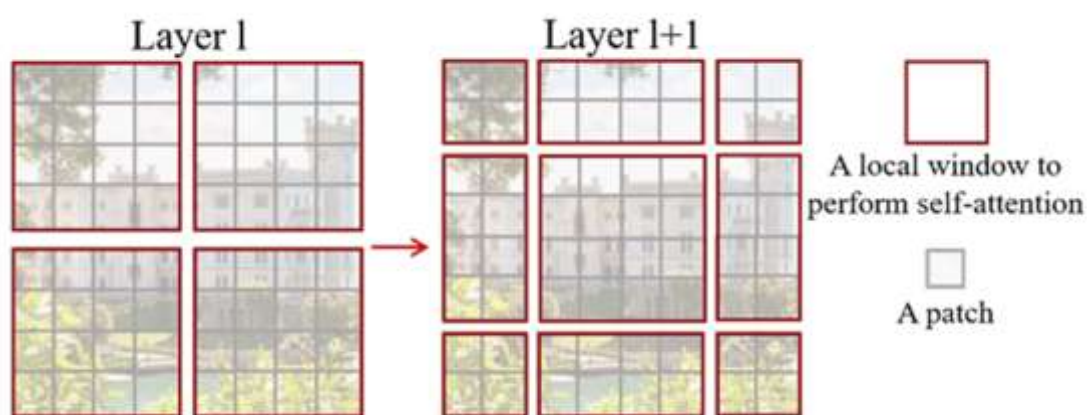 Layer l
Layer l+1
A local window to
perform self-attention
A patch